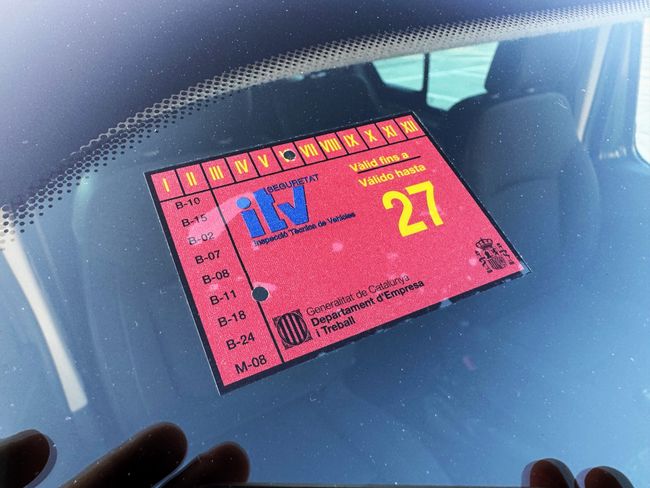 I II III IV V VII VIII IX X XI XII
B-10
B-15
B-02
B-07
B-08
B-11
B-18
B-24
M-08
SEGURETAT
itv
Inspecció Tècnica de Vehicles
Vàlid fins a
Válido hasta
27
Generalitat de Catalunya
Departament d'Empresa
i Treball